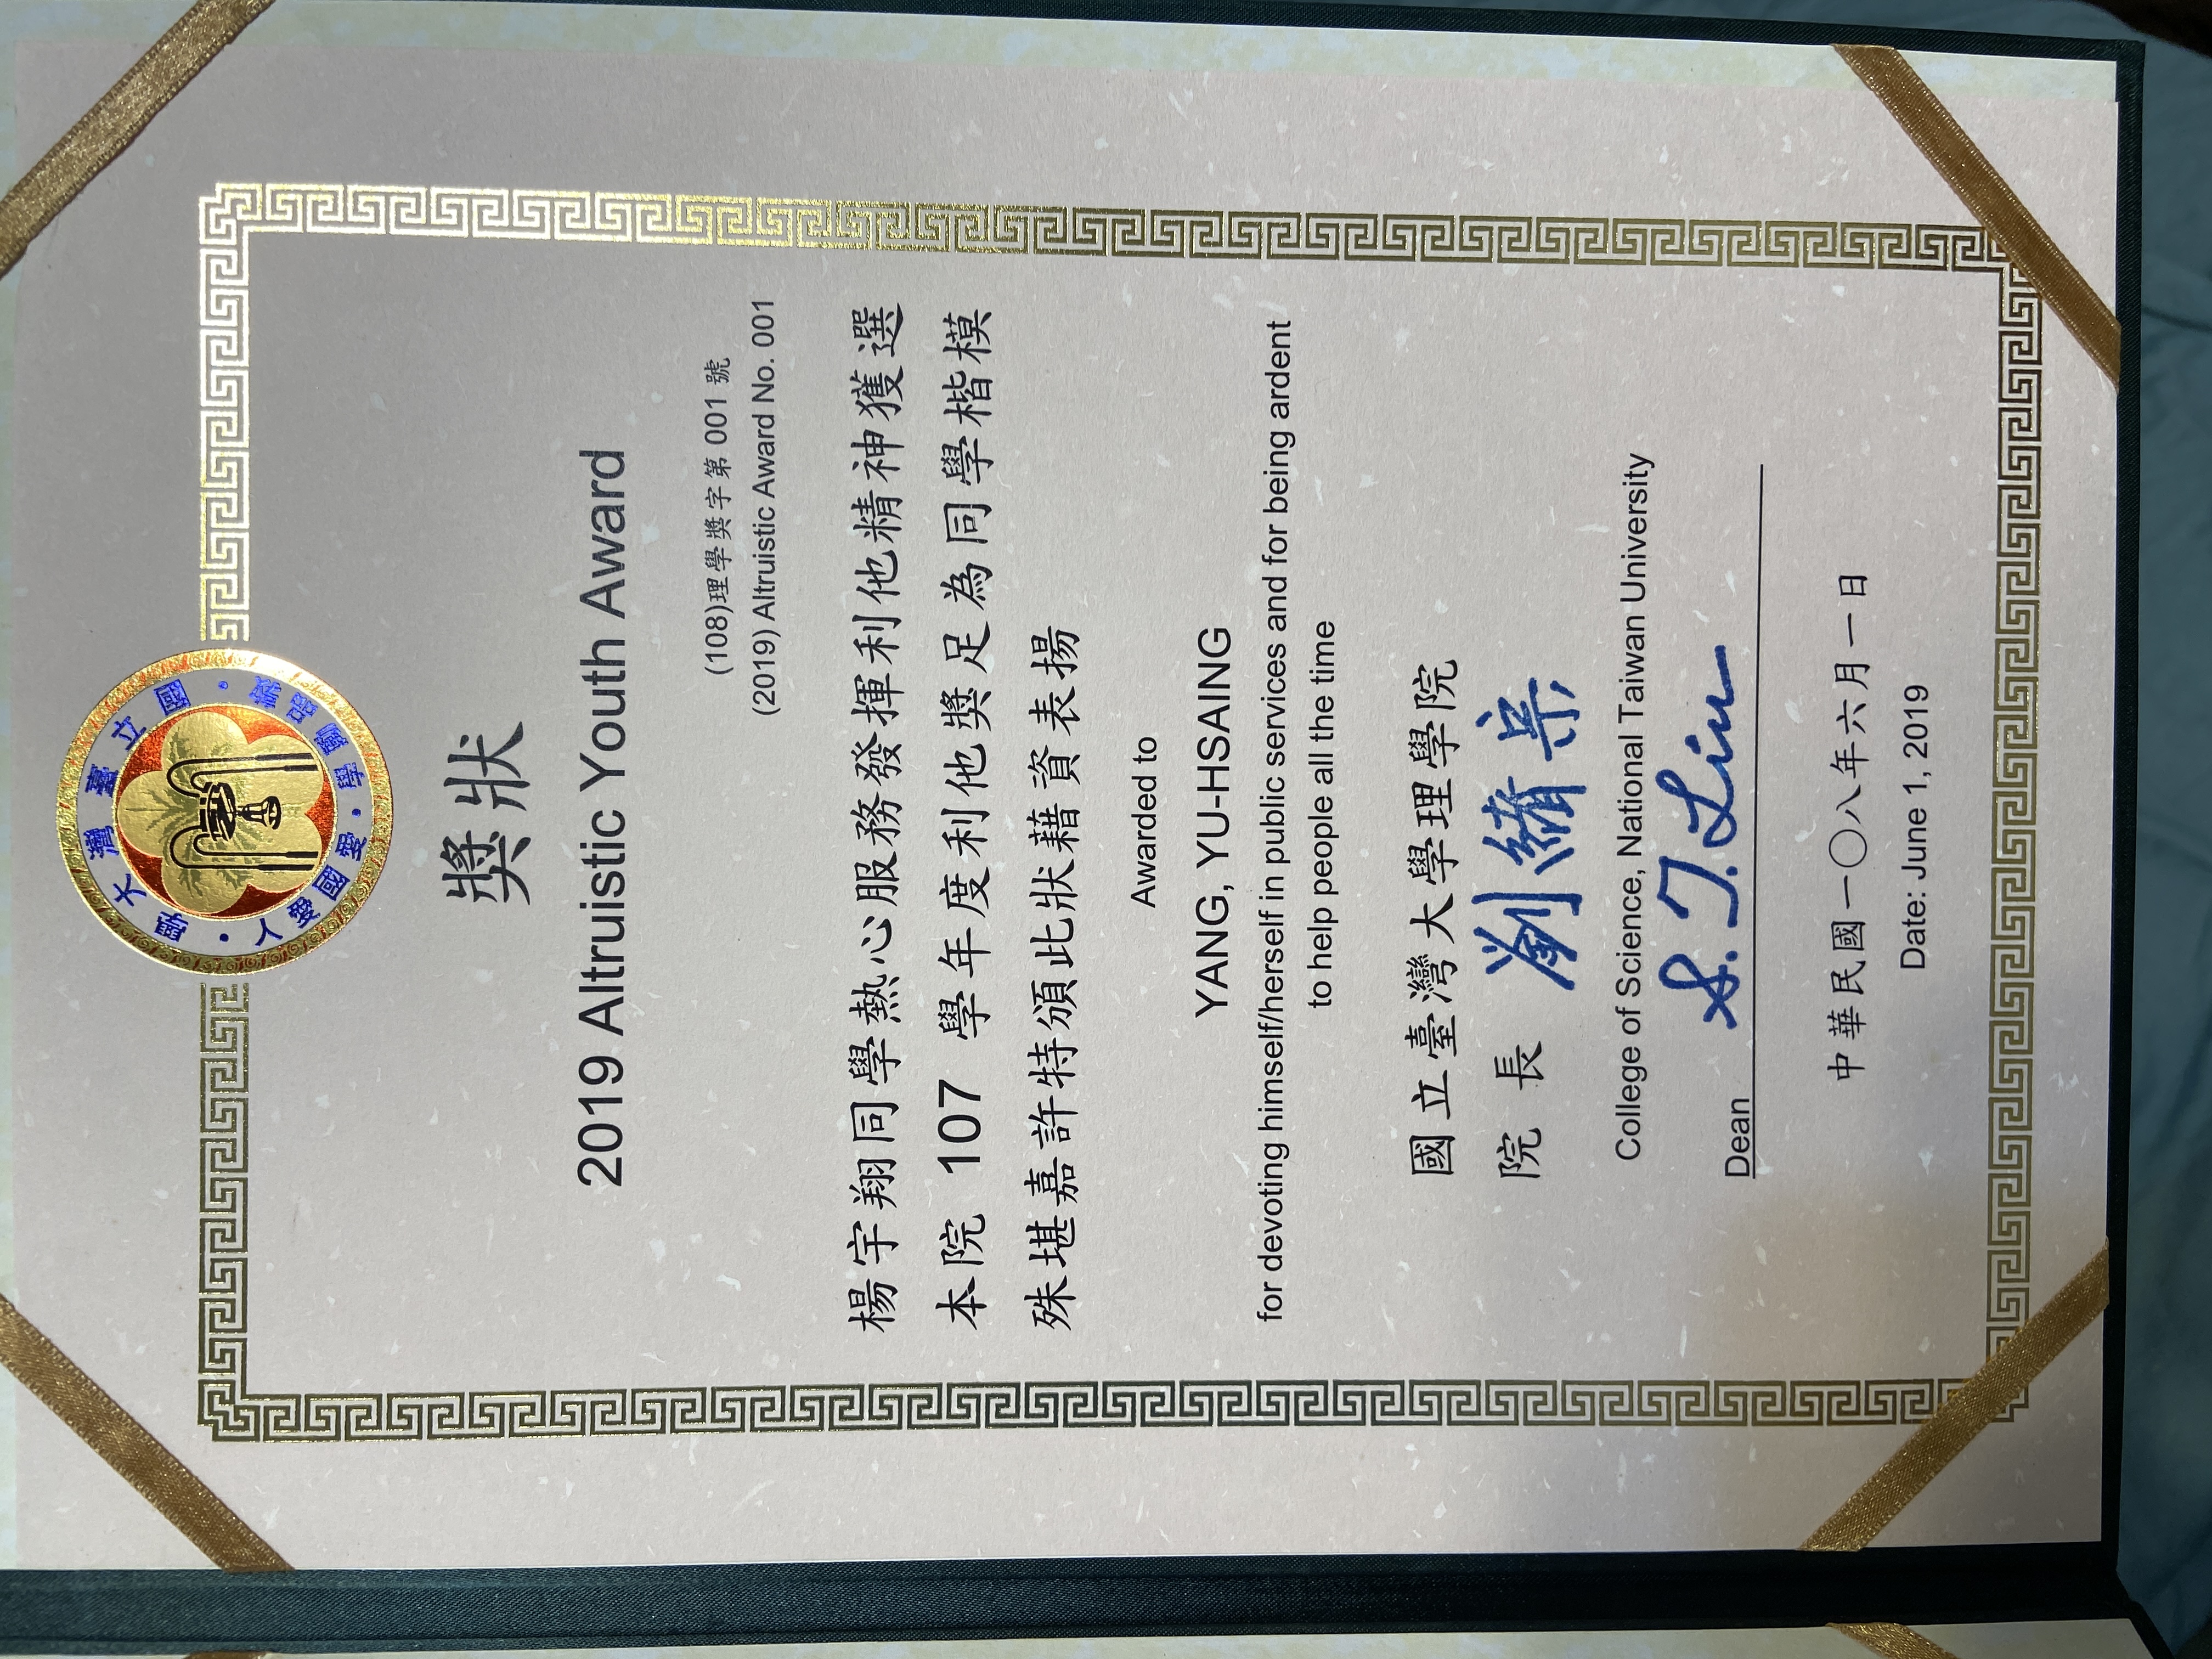 國立臺灣大學
敦品勵學·愛國愛人
獎狀
2019 Altruistic Youth Award
(108)理學獎字第 001 號
(2019) Altruistic Award No. 001
楊宇翔同學熱心服務發揮利他精神獲選
本院 107 學年度利他獎足為同學楷模
殊堪嘉許特頒此狀藉資表揚
Awarded to
YANG, YU-HSAING
for devoting himself/herself in public services and for being ardent
to help people all the time
國立臺灣大學理學院
院 長 劉緒宗
College of Science, National Taiwan University
Dean S. T. Liu
中華民國一〇八年六月一日
Date: June 1, 2019